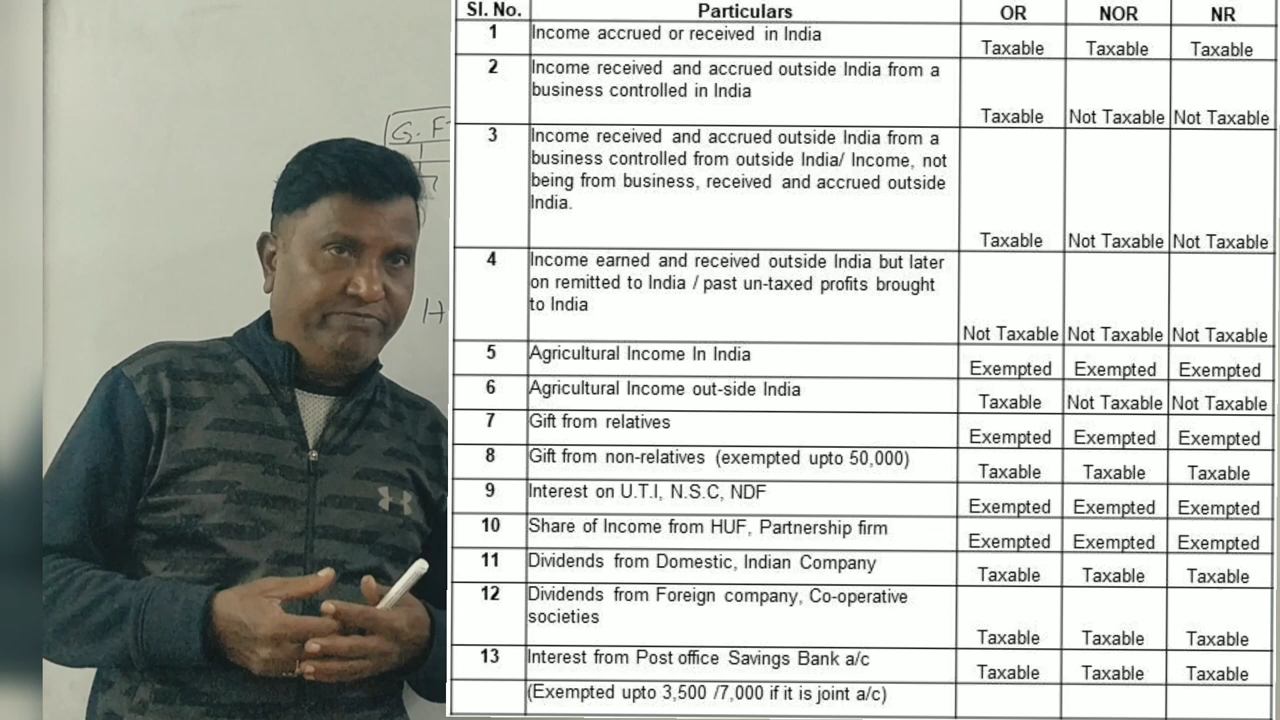 Sl. No. Particulars OR NOR NR
1 Income accrued or received in India Taxable Taxable Taxable
2 Income received and accrued outside India from a
business controlled in India
Taxable Not Taxable Not Taxable
3 Income received and accrued outside India from a
business controlled from outside India/ Income, not
being from business, received and accrued outside
India.
Taxable Not Taxable Not Taxable
4 Income earned and received outside India but later
on remitted to India / past un-taxed profits brought
to India
Not Taxable Not Taxable Not Taxable
5 Agricultural Income In India Exempted Exempted Exempted
6 Agricultural Income out-side India Taxable Not Taxable Not Taxable
7 Gift from relatives Exempted Exempted Exempted
8 Gift from non-relatives (exempted upto 50,000) Taxable Taxable Taxable
9 Interest on U.T.I, N.S.C, NDF Exempted Exempted Exempted
10 Share of Income from HUF, Partnership firm Exempted Exempted Exempted
11 Dividends from Domestic, Indian Company Taxable Taxable Taxable
12 Dividends from Foreign company, Co-operative
societies
Taxable Taxable Taxable
13 Interest from Post office Savings Bank a/c Taxable Taxable Taxable
(Exempted upto 3,500 /7,000 if it is joint a/c)